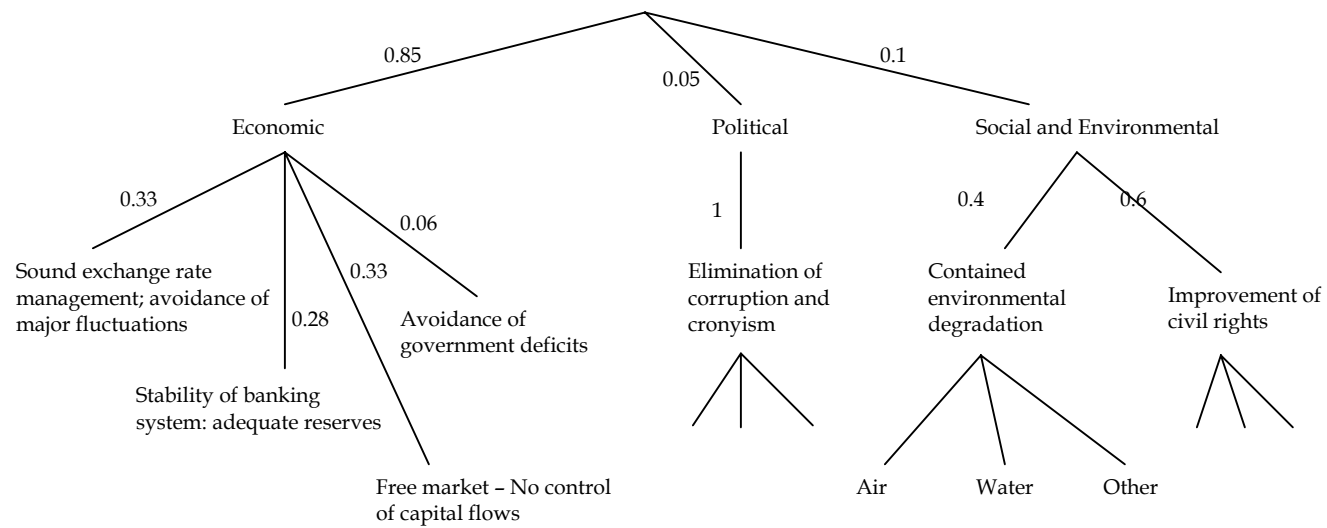 0.85
0.05
0.1
Economic
Political
Social and Environmental
0.33
0.28
0.33
0.06
1
0.4
0.6
Sound exchange rate
management; avoidance of
major fluctuations
Stability of banking
system: adequate reserves
Free market – No control
of capital flows
Avoidance of
government deficits
Elimination of
corruption and
cronyism
Contained
environmental
degradation
Improvement of
civil rights
Air
Water
Other